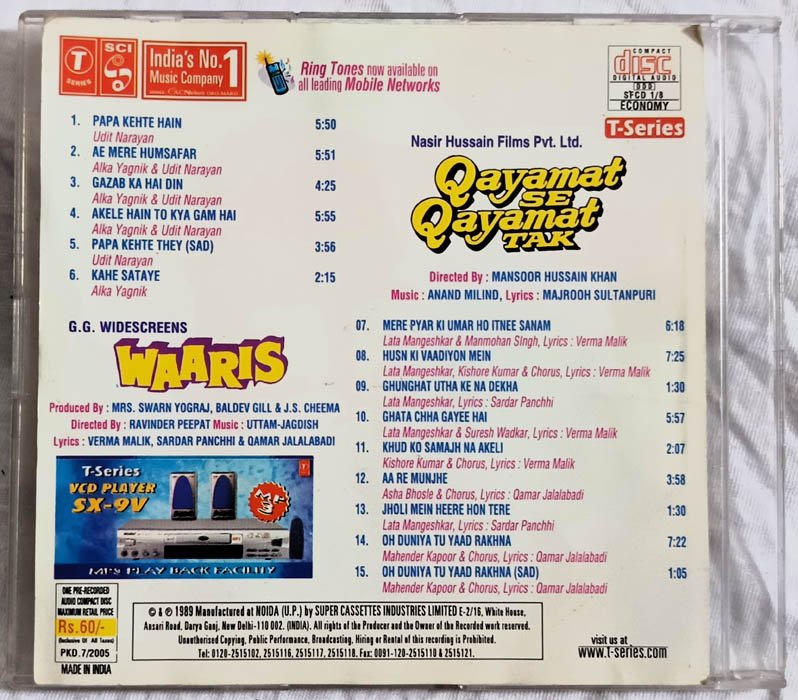 T
SERIES
SCI
India's No. 1
Music Company
Ring Tones now available on
all leading Mobile Networks
COMPACT
disc
DIGITAL AUDIO
DDD
SFCD 1/8
ECONOMY
T-Series
1. PAPA KEHTE HAIN 5:50
Udit Narayan
2. AE MERE HUMSAFAR 5:51
Alka Yagnik & Udit Narayan
3. GAZAB KA HAI DIN 4:25
Alka Yagnik & Udit Narayan
4. AKELE HAIN TO KYA GAM HAI 5:55
Alka Yagnik & Udit Narayan
5. PAPA KEHTE THEY (SAD) 3:56
Udit Narayan
6. KAHE SATAYE 2:15
Alka Yagnik
Nasir Hussain Films Pvt. Ltd.
Qayamat
SE
Qayamat
TAK
Directed By : MANSOOR HUSSAIN KHAN
Music : ANAND MILIND, Lyrics : MAJROOH SULTANPURI
G.G. WIDESCREENS
WAARIS
Produced By : MRS. SWARN YOGRAJ, BALDEV GILL & J.S. CHEEMA
Directed By : RAVINDER PEEPAT Music : UTTAM-JAGDISH
Lyrics : VERMA MALIK, SARDAR PANCHHI & QAMAR JALALABADI
07. MERE PYAR KI UMAR HO ITNEE SANAM 6:18
Lata Mangeshkar & Manmohan SIngh, Lyrics : Verma Malik
08. HUSN KI VAADIYON MEIN 7:25
Lata Mangeshkar, Kishore Kumar & Chorus, Lyrics : Verma Malik
09. GHUNGHAT UTHA KE NA DEKHA 1:30
Lata Mangeshkar, Lyrics : Sardar Panchhi
10. GHATA CHHA GAYEE HAI 5:57
Lata Mangeshkar & Suresh Wadkar, Lyrics : Verma Malik
11. KHUD KO SAMAJH NA AKELI 2:07
Kishore Kumar & Chorus, Lyrics : Verma Malik
12. AA RE MUNJHE 3:58
Asha Bhosle & Chorus, Lyrics : Qamar Jalalabadi
13. JHOLI MEIN HEERE HON TERE 1:30
Lata Mangeshkar, Lyrics : Sardar Panchhi
14. OH DUNIYA TU YAAD RAKHNA 7:22
Mahender Kapoor & Chorus, Lyrics : Qamar Jalalabadi
15. OH DUNIYA TU YAAD RAKHNA (SAD) 1:05
Mahender Kapoor & Chorus, Lyrics : Qamar Jalalabadi
T-Series
VCD PLAYER
SX-9V
MP3
MP3 PLAY BACK FACILITY
ONE PRE-RECORDED
AUDIO COMPACT DISC
MAXIMUM RETAIL PRICE
Rs.60/-
(Inclusive Of All Taxes)
PKD.7/2005
MADE IN INDIA
© & ℗ 1989 Manufactured at NOIDA (U.P.) by SUPER CASSETTES INDUSTRIES LIMITED E-2/16, White House,
Ansari Road, Darya Ganj, New Delhi-110 002. (INDIA). All rights of the Producer and the Owner of the Recorded work reserved.
Unauthorised Copying, Public Performance, Broadcasting, Hiring or Rental of this recording is Prohibited.
Tel: 0120-2515102, 2515116, 2515117, 2515118. Fax: 0091-120-2515110 & 2515121.
visit us at
www.t-series.com